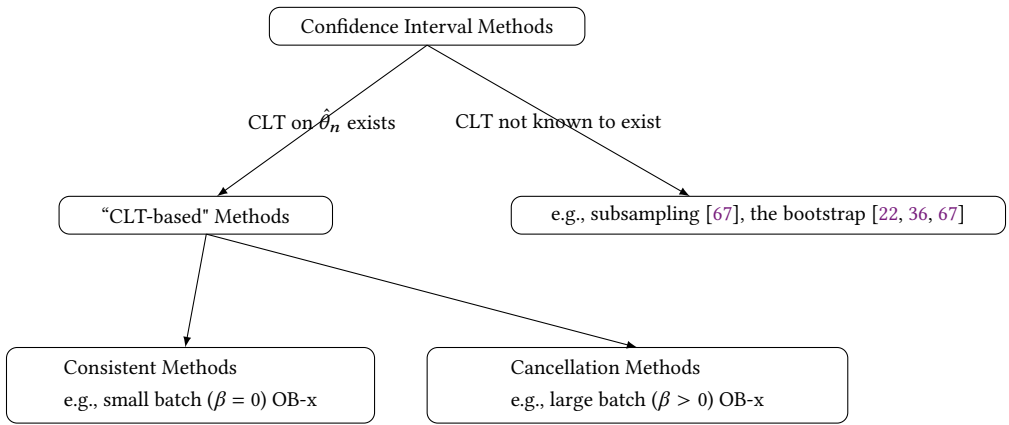 Confidence Interval Methods
CLT on θ̂ₙ exists
CLT not known to exist
“CLT-based" Methods
e.g., subsampling [67], the bootstrap [22, 36, 67]
Consistent Methods
e.g., small batch (β = 0) OB-x
Cancellation Methods
e.g., large batch (β > 0) OB-x